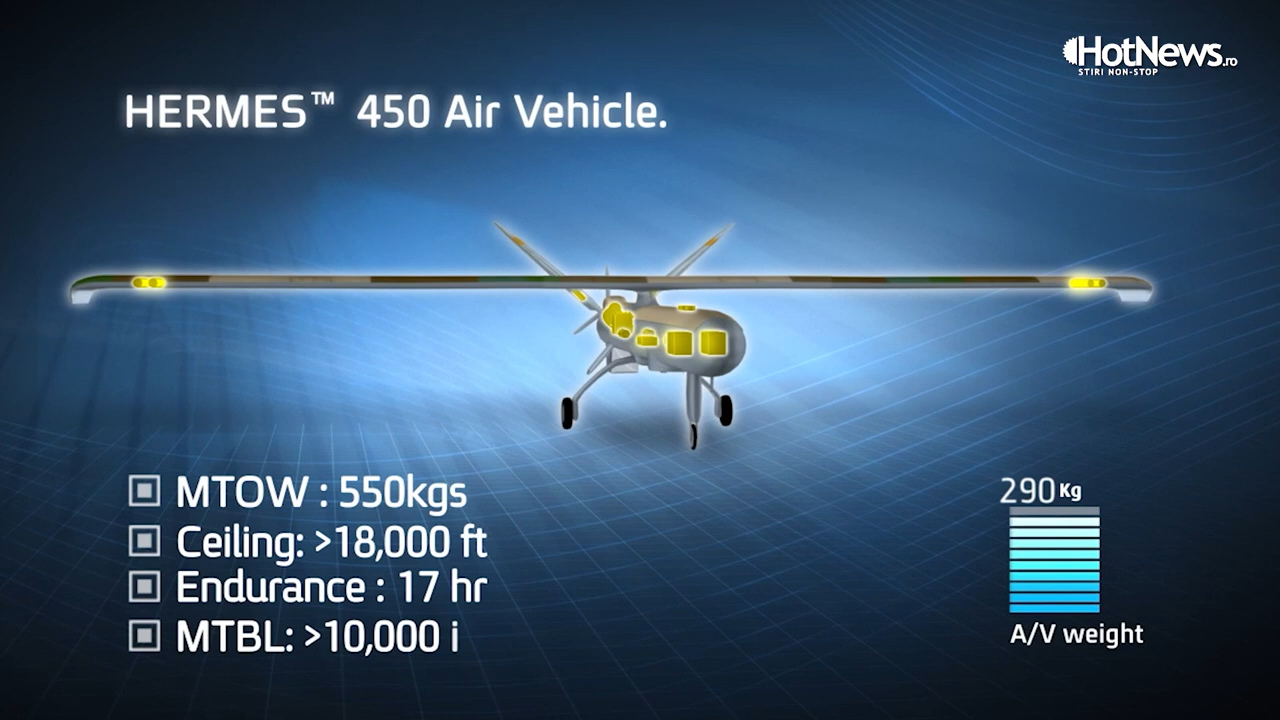 HotNews.ro
STIRI NON-STOP
HERMES™ 450 Air Vehicle.
MTOW : 550kgs
Ceiling: >18,000 ft
Endurance : 17 hr
MTBL: >10,000 i
290 Kg
A/V weight